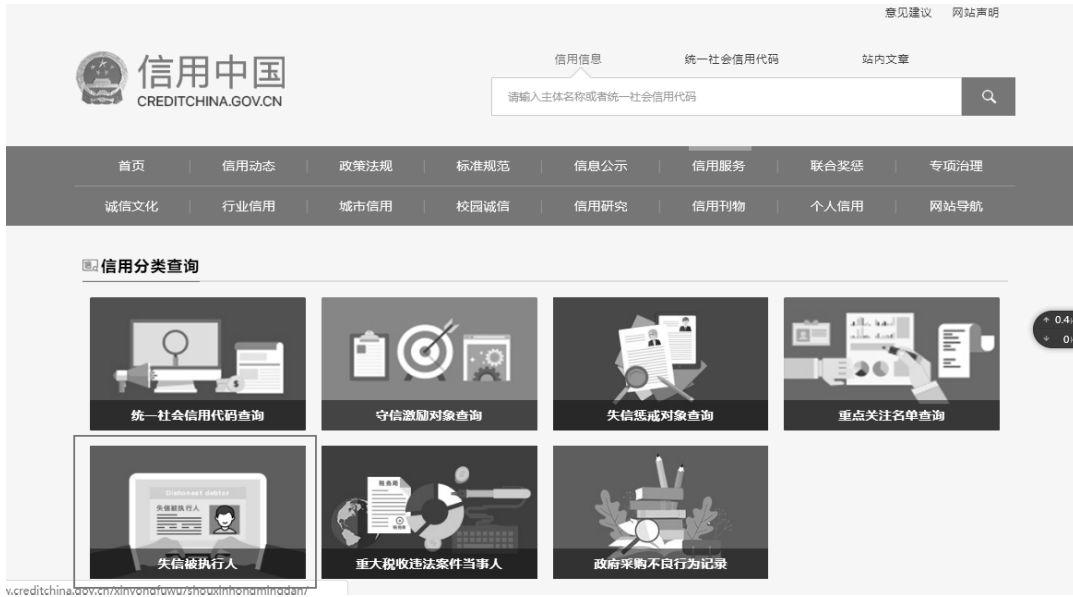 意见建议 网站声明
信用中国
CREDITCHINA.GOV.CN
信用信息 统一社会信用代码 站内文章
请输入主体名称或者统一社会信用代码
首页 信用动态 政策法规 标准规范 信息公示 信用服务 联合奖惩 专项治理
诚信文化 行业信用 城市信用 校园诚信 信用研究 信用刊物 个人信用 网站导航
信用分类查询
统一社会信用代码查询 守信激励对象查询 失信惩戒对象查询 重点关注名单查询
Dishonest debtor
失信被执行人
税务局
失信被执行人 重大税收违法案件当事人 政府采购不良行为记录
0.4
0
v.creditchina.gov.cn/xinyongfuwu/shouxinhongmingdan/